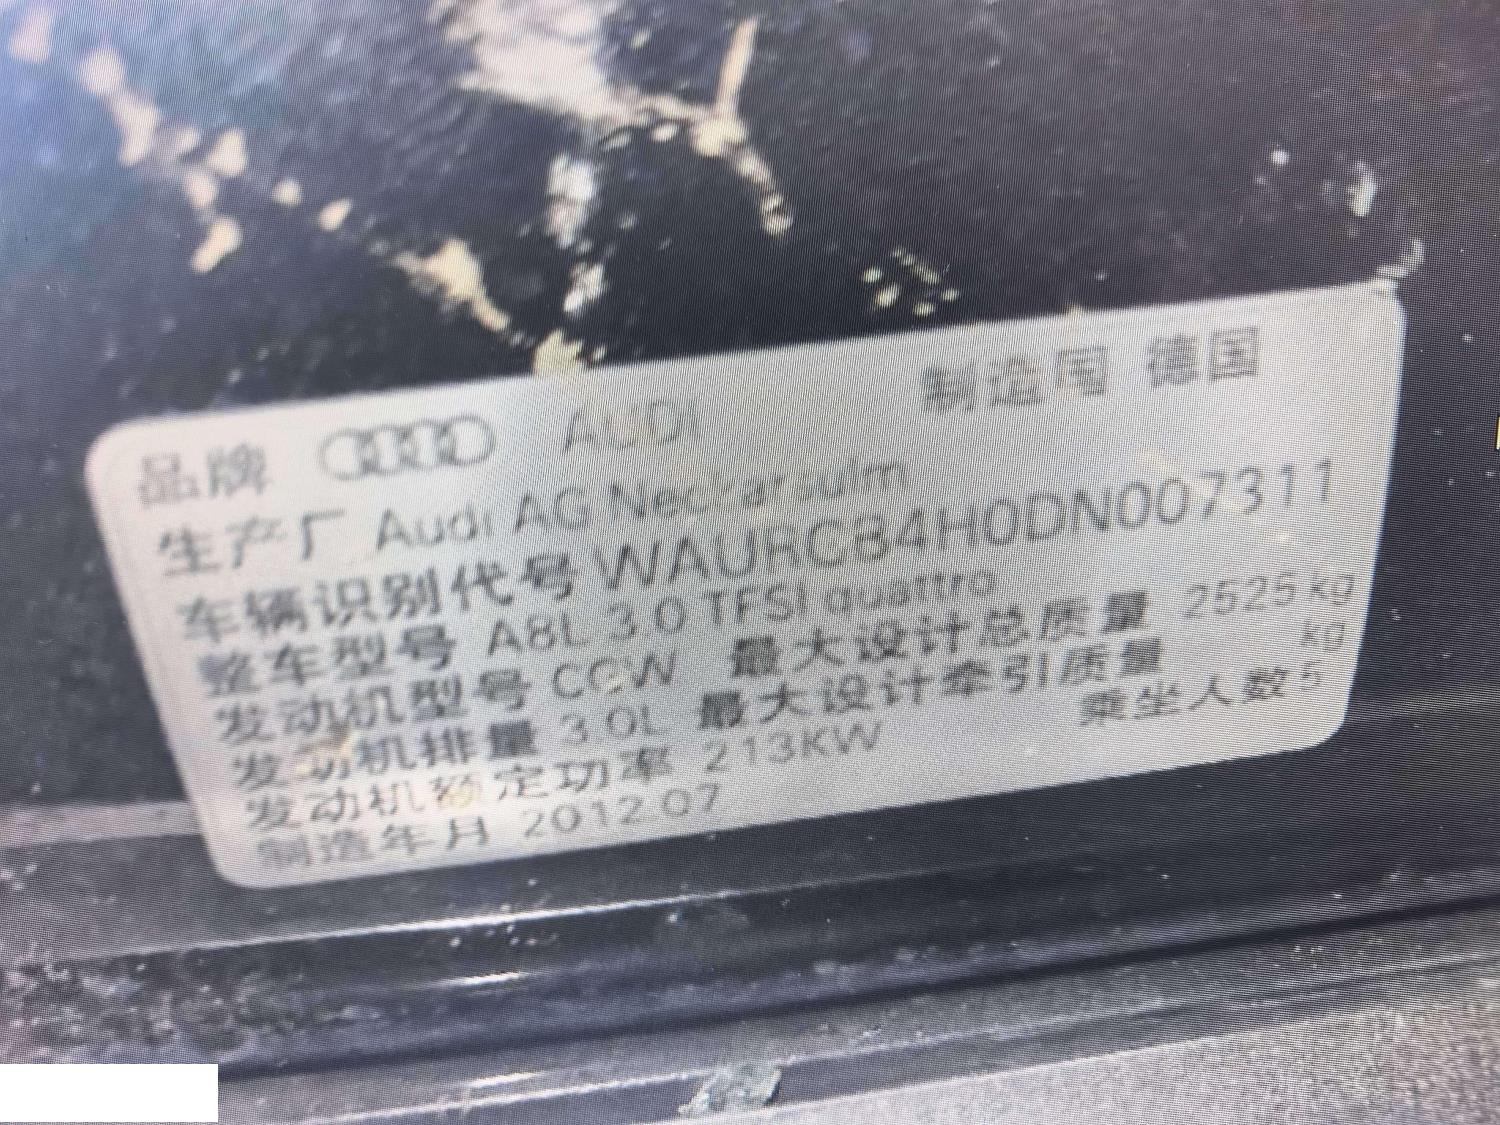 品牌 AUDI 制造国 德国
生产厂 Audi AG Neckarsulm
车辆识别代号 WAURGB4H0DN007311
整车型号 A8L 3.0 TFSI quattro
发动机型号 CGW 最大设计总质量 2525 kg
发动机排量 3.0L 最大设计牵引质量 kg
发动机额定功率 213KW 乘坐人数 5
制造年月 2012.07